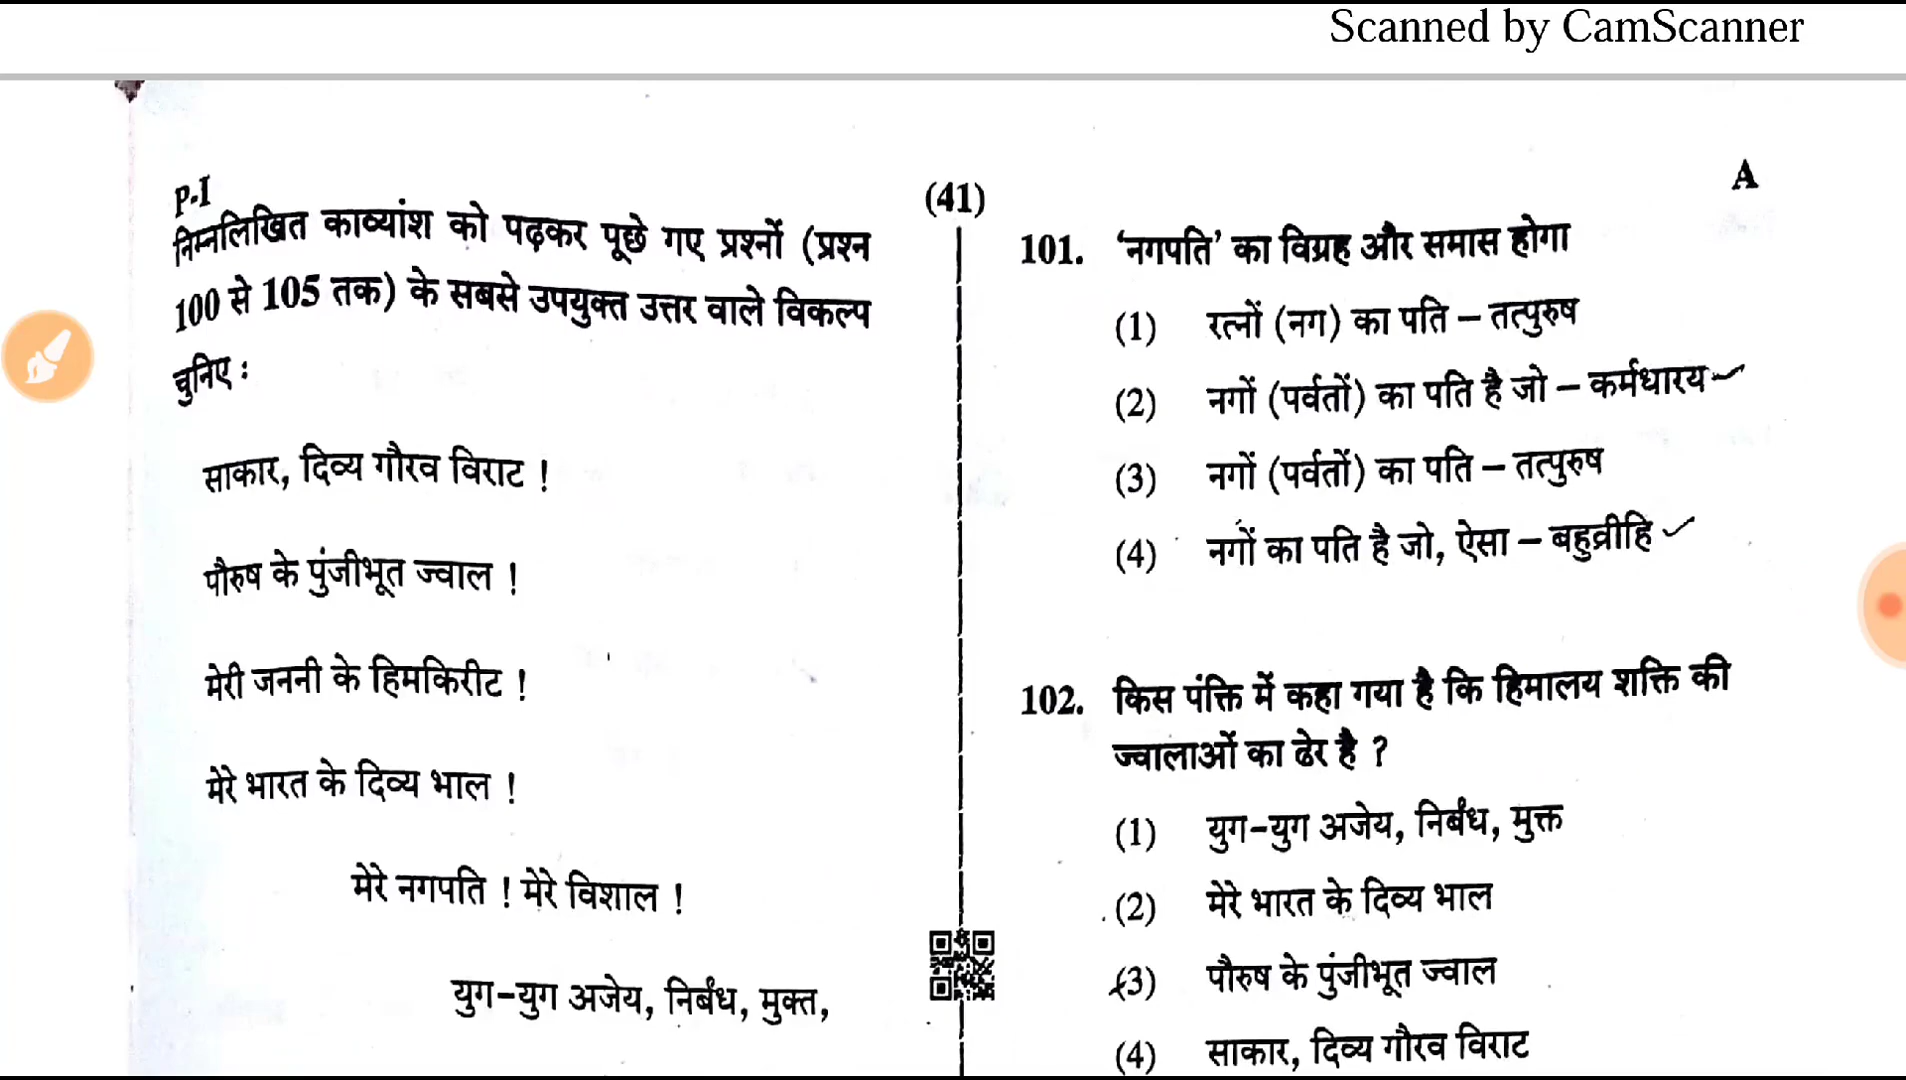 Scanned by CamScanner
P-I
(41)
A
निम्नलिखित काव्यांश को पढ़कर पूछे गए प्रश्नों (प्रश्न
100 से 105 तक) के सबसे उपयुक्त उत्तर वाले विकल्प
चुनिए :
साकार, दिव्य गौरव विराट !
पौरुष के पुंजीभूत ज्वाल !
मेरी जननी के हिमकिरीट !
मेरे भारत के दिव्य भाल !
मेरे नगपति ! मेरे विशाल !
युग-युग अजेय, निर्बंध, मुक्त,
101. 'नगपति' का विग्रह और समास होगा
(1) रत्नों (नग) का पति – तत्पुरुष
(2) नगों (पर्वतों) का पति है जो – कर्मधारय
(3) नगों (पर्वतों) का पति – तत्पुरुष
(4) नगों का पति है जो, ऐसा – बहुव्रीहि
102. किस पंक्ति में कहा गया है कि हिमालय शक्ति की
ज्वालाओं का ढेर है ?
(1) युग-युग अजेय, निर्बंध, मुक्त
(2) मेरे भारत के दिव्य भाल
(3) पौरुष के पुंजीभूत ज्वाल
(4) साकार, दिव्य गौरव विराट